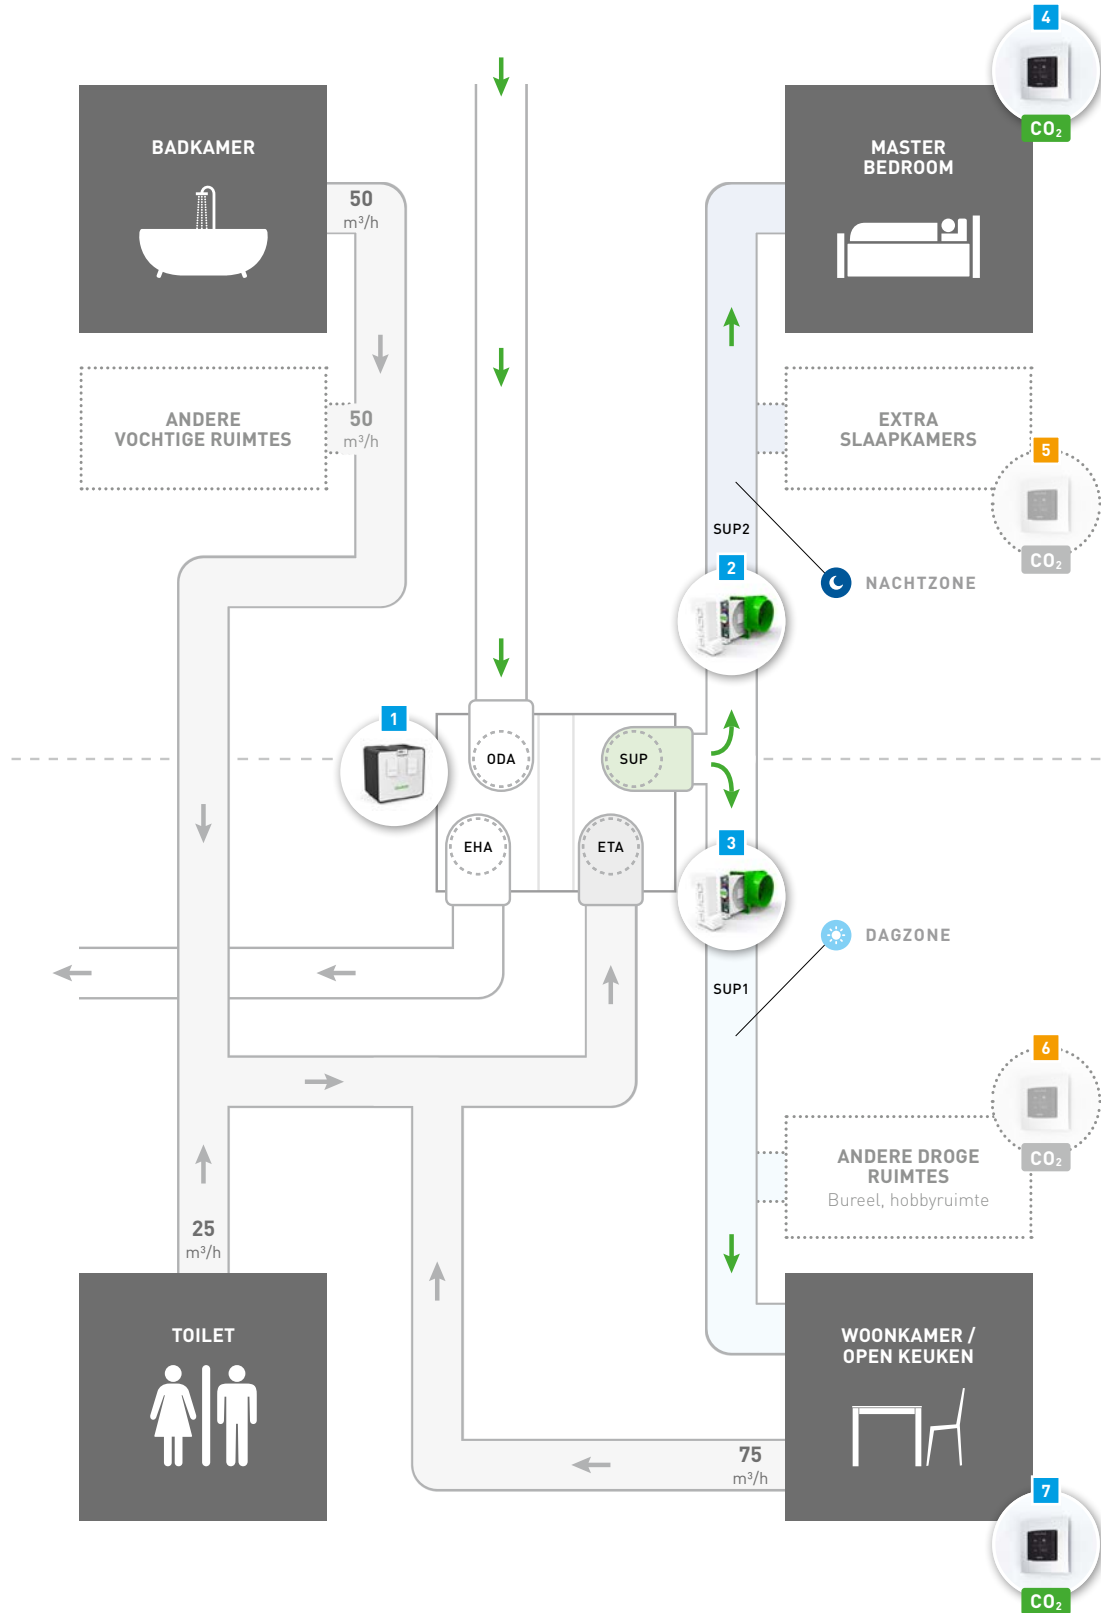 4
CO₂
BADKAMER
50
m³/h
MASTER
BEDROOM
ANDERE
VOCHTIGE RUIMTES
50
m³/h
EXTRA
SLAAPKAMERS
5
CO₂
SUP2
2
NACHTZONE
1
ODA
SUP
EHA
ETA
3
DAGZONE
SUP1
6
CO₂
ANDERE DROGE
RUIMTES
Bureel, hobbyruimte
25
m³/h
TOILET
WOONKAMER /
OPEN KEUKEN
75
m³/h
7
CO₂